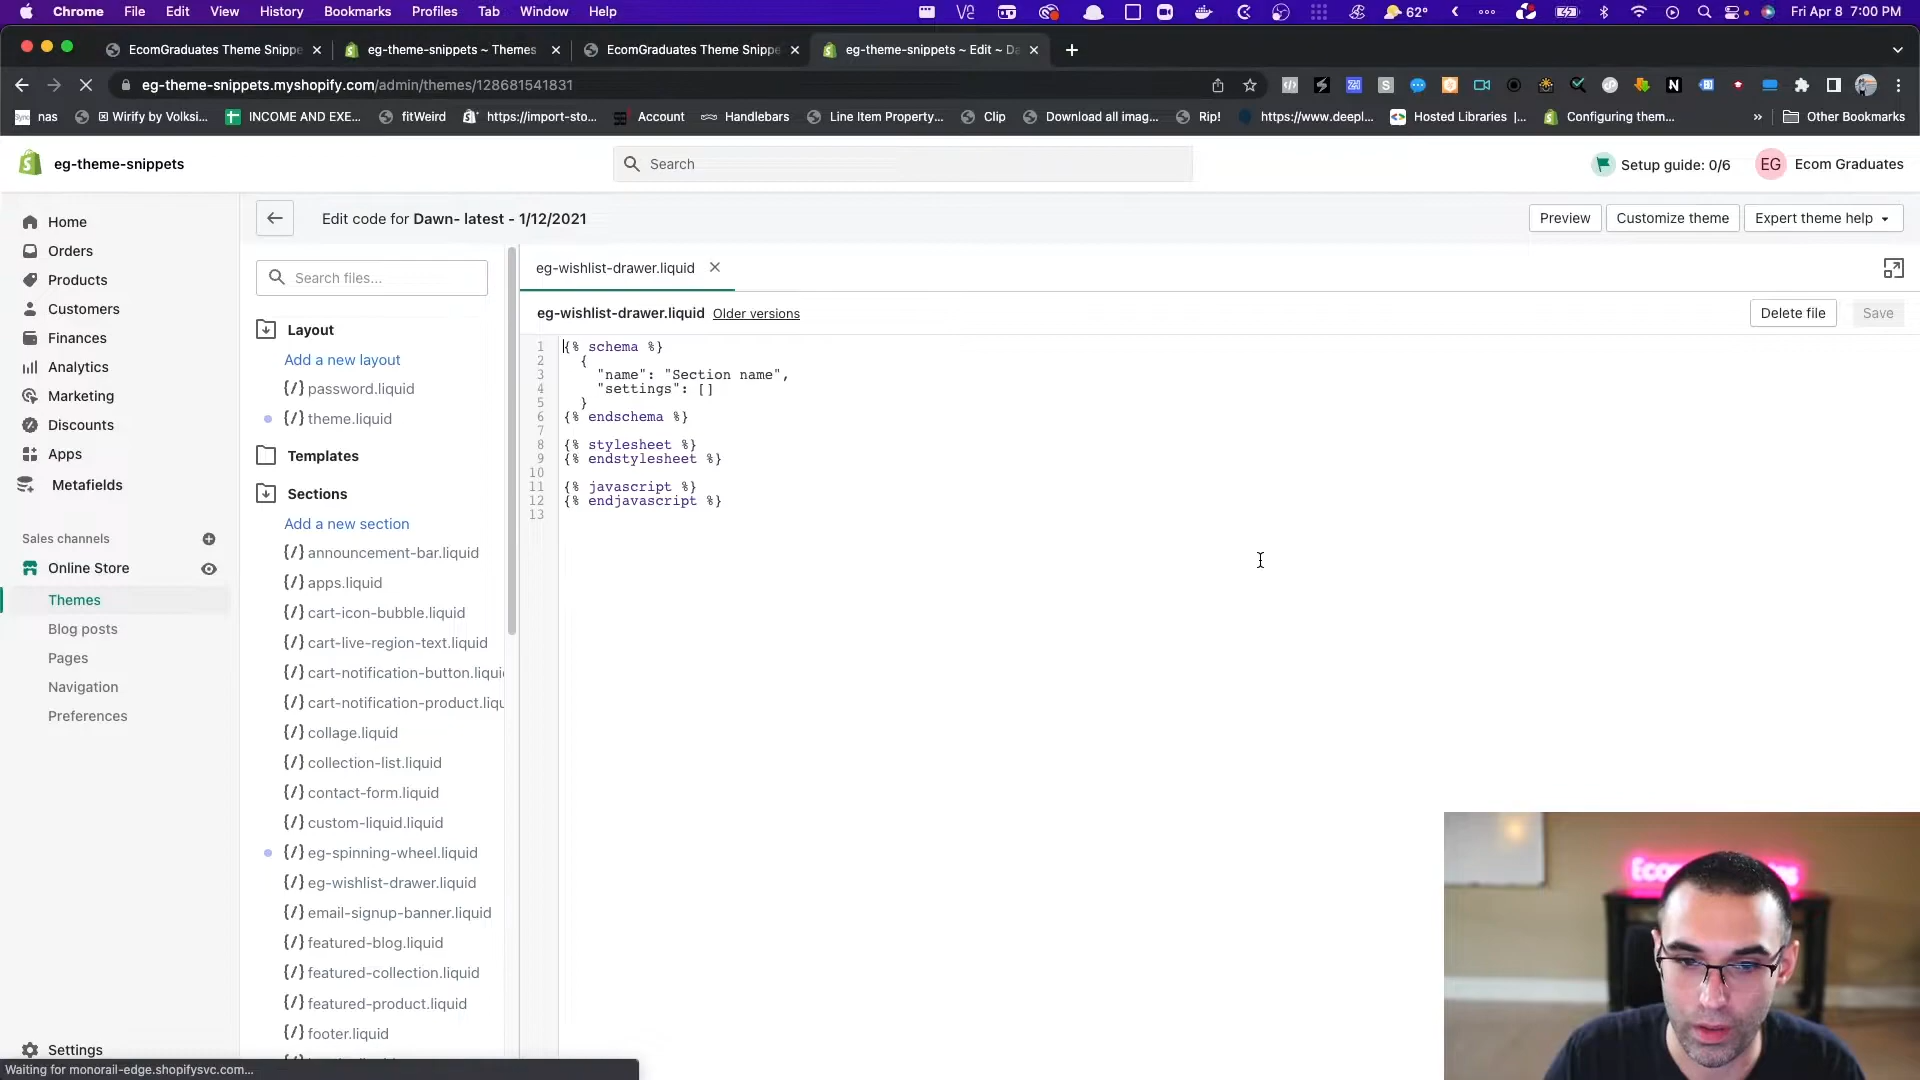 Chrome File Edit View History Bookmarks Profiles Tab Window Help
62°
Fri Apr 8 7:00 PM
EcomGraduates Theme Snippe
eg-theme-snippets ~ Themes
EcomGraduates Theme Snippe
eg-theme-snippets ~ Edit ~ Da
eg-theme-snippets.myshopify.com/admin/themes/128681541831
nas
Wirify by Volksi...
INCOME AND EXE...
fitWeird
https://import-sto...
Account
Handlebars
Line Item Property...
Clip
Download all imag...
Rip!
https://www.deepl...
Hosted Libraries |...
Configuring them...
Other Bookmarks
eg-theme-snippets
Search
Setup guide: 0/6
EG
Ecom Graduates
Home
Orders
Products
Customers
Finances
Analytics
Marketing
Discounts
Apps
Metafields
Sales channels
Online Store
Themes
Blog posts
Pages
Navigation
Preferences
Settings
Waiting for monorail-edge.shopifysvc.com...
Edit code for Dawn- latest - 1/12/2021
Preview
Customize theme
Expert theme help
Search files...
Layout
Add a new layout
{/} password.liquid
{/} theme.liquid
Templates
Sections
Add a new section
{/} announcement-bar.liquid
{/} apps.liquid
{/} cart-icon-bubble.liquid
{/} cart-live-region-text.liquid
{/} cart-notification-button.liqui
{/} cart-notification-product.liqu
{/} collage.liquid
{/} collection-list.liquid
{/} contact-form.liquid
{/} custom-liquid.liquid
{/} eg-spinning-wheel.liquid
{/} eg-wishlist-drawer.liquid
{/} email-signup-banner.liquid
{/} featured-blog.liquid
{/} featured-collection.liquid
{/} featured-product.liquid
{/} footer.liquid
eg-wishlist-drawer.liquid
eg-wishlist-drawer.liquid Older versions
Delete file
Save
1 {% schema %}
2 {
3 "name": "Section name",
4 "settings": []
5 }
6 {% endschema %}
7
8 {% stylesheet %}
9 {% endstylesheet %}
10
11 {% javascript %}
12 {% endjavascript %}
13